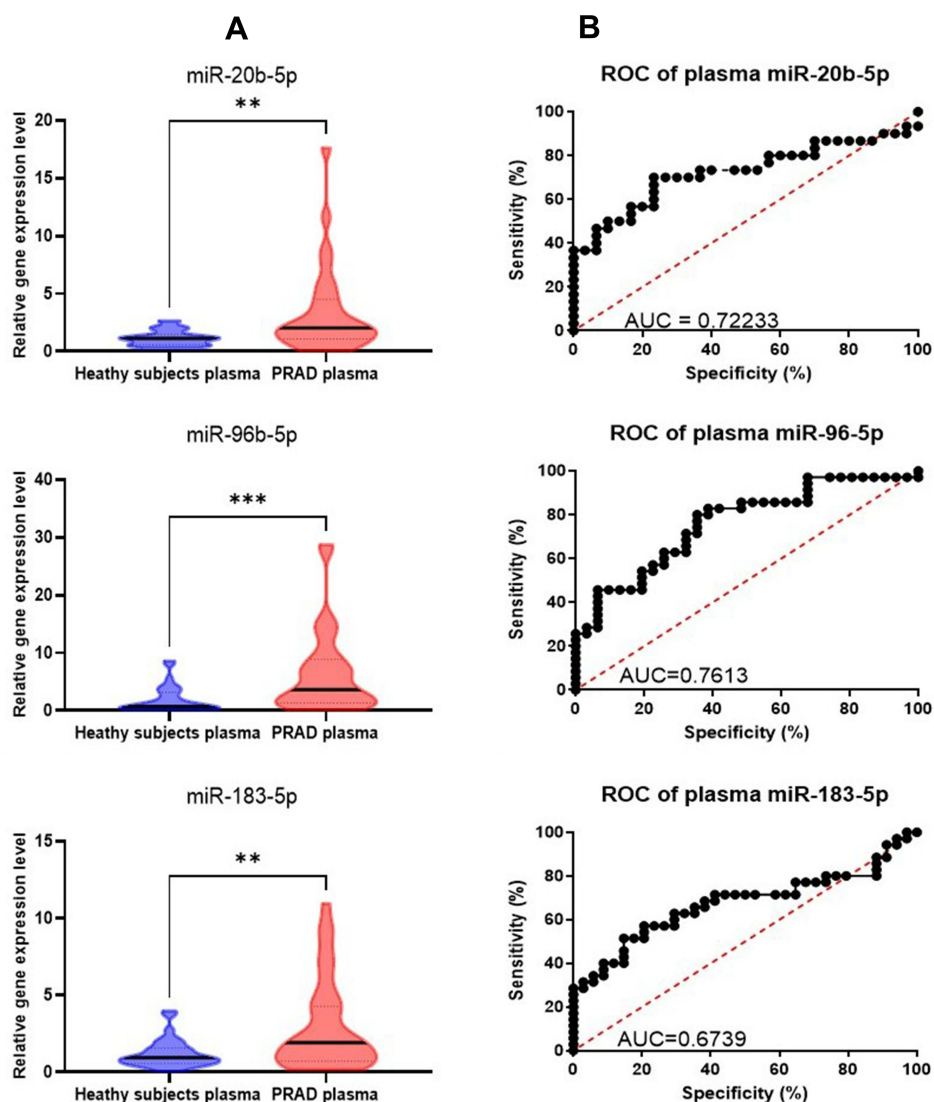 A
B
miR-20b-5p
**
Relative gene expression level
20
15
10
5
0
Heathy subjects plasma
PRAD plasma
ROC of plasma miR-20b-5p
Sensitivity (%)
100
80
60
40
20
0
AUC = 0.72233
0
20
40
60
80
100
Specificity (%)
miR-96b-5p
***
Relative gene expression level
40
30
20
10
0
Heathy subjects plasma
PRAD plasma
ROC of plasma miR-96-5p
Sensitivity (%)
100
80
60
40
20
0
AUC=0.7613
0
20
40
60
80
100
Specificity (%)
miR-183-5p
**
Relative gene expression level
15
10
5
0
Heathy subjects plasma
PRAD plasma
ROC of plasma miR-183-5p
Sensitivity (%)
100
80
60
40
20
0
AUC=0.6739
0
20
40
60
80
100
Specificity (%)